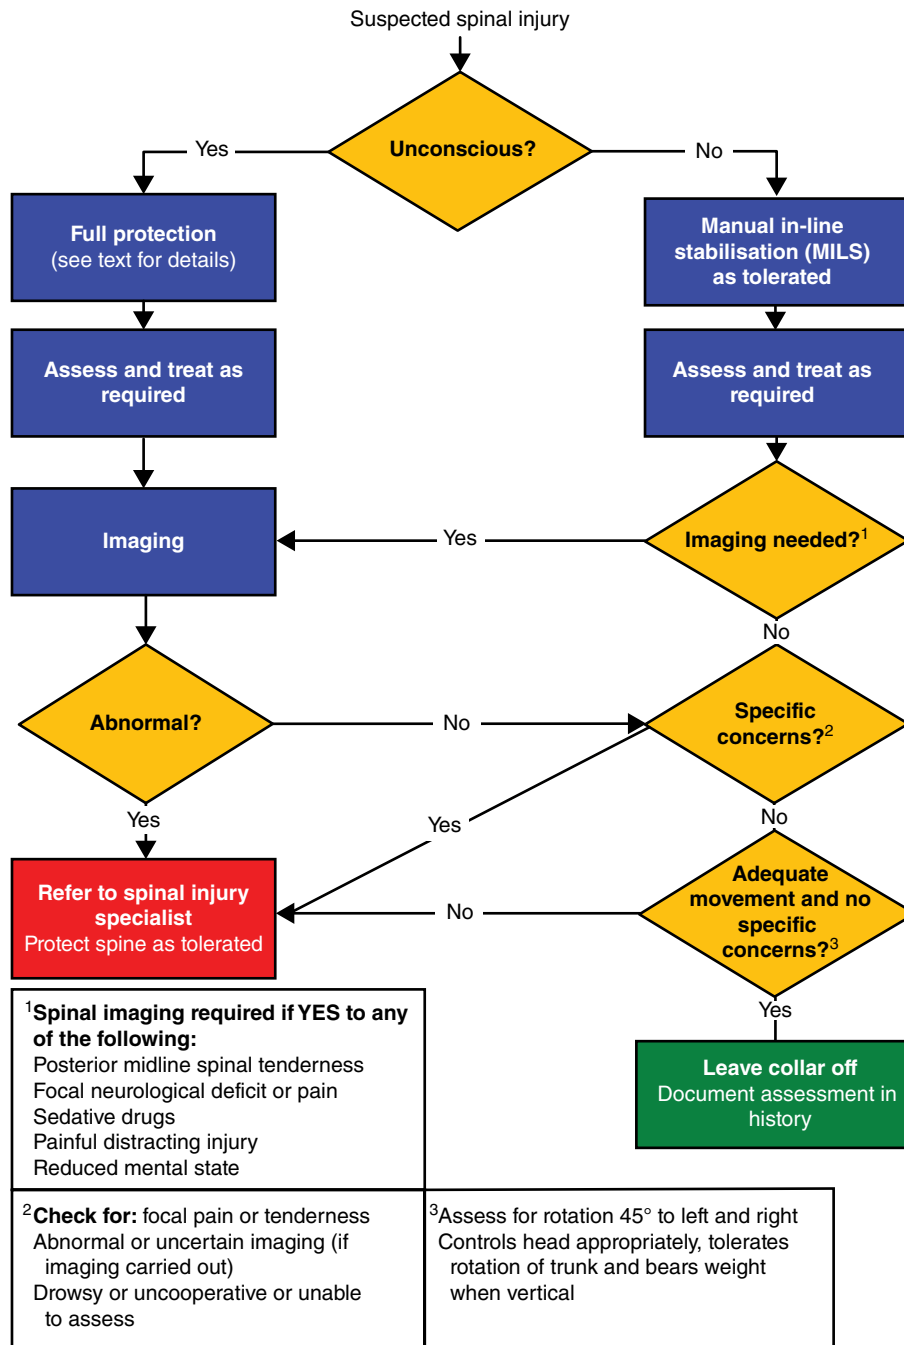 Suspected spinal injury
Unconscious?
Yes
No
Full protection
(see text for details)
Manual in-line
stabilisation (MILS)
as tolerated
Assess and treat as
required
Assess and treat as
required
Imaging
Yes
Imaging needed?¹
No
Abnormal?
No
Specific
concerns?²
Yes
Yes
No
Refer to spinal injury
specialist
Protect spine as tolerated
No
Adequate
movement and no
specific
concerns?³
Yes
Leave collar off
Document assessment in
history
¹Spinal imaging required if YES to any
of the following:
Posterior midline spinal tenderness
Focal neurological deficit or pain
Sedative drugs
Painful distracting injury
Reduced mental state
²Check for: focal pain or tenderness
Abnormal or uncertain imaging (if
imaging carried out)
Drowsy or uncooperative or unable
to assess
³Assess for rotation 45° to left and right
Controls head appropriately, tolerates
rotation of trunk and bears weight
when vertical